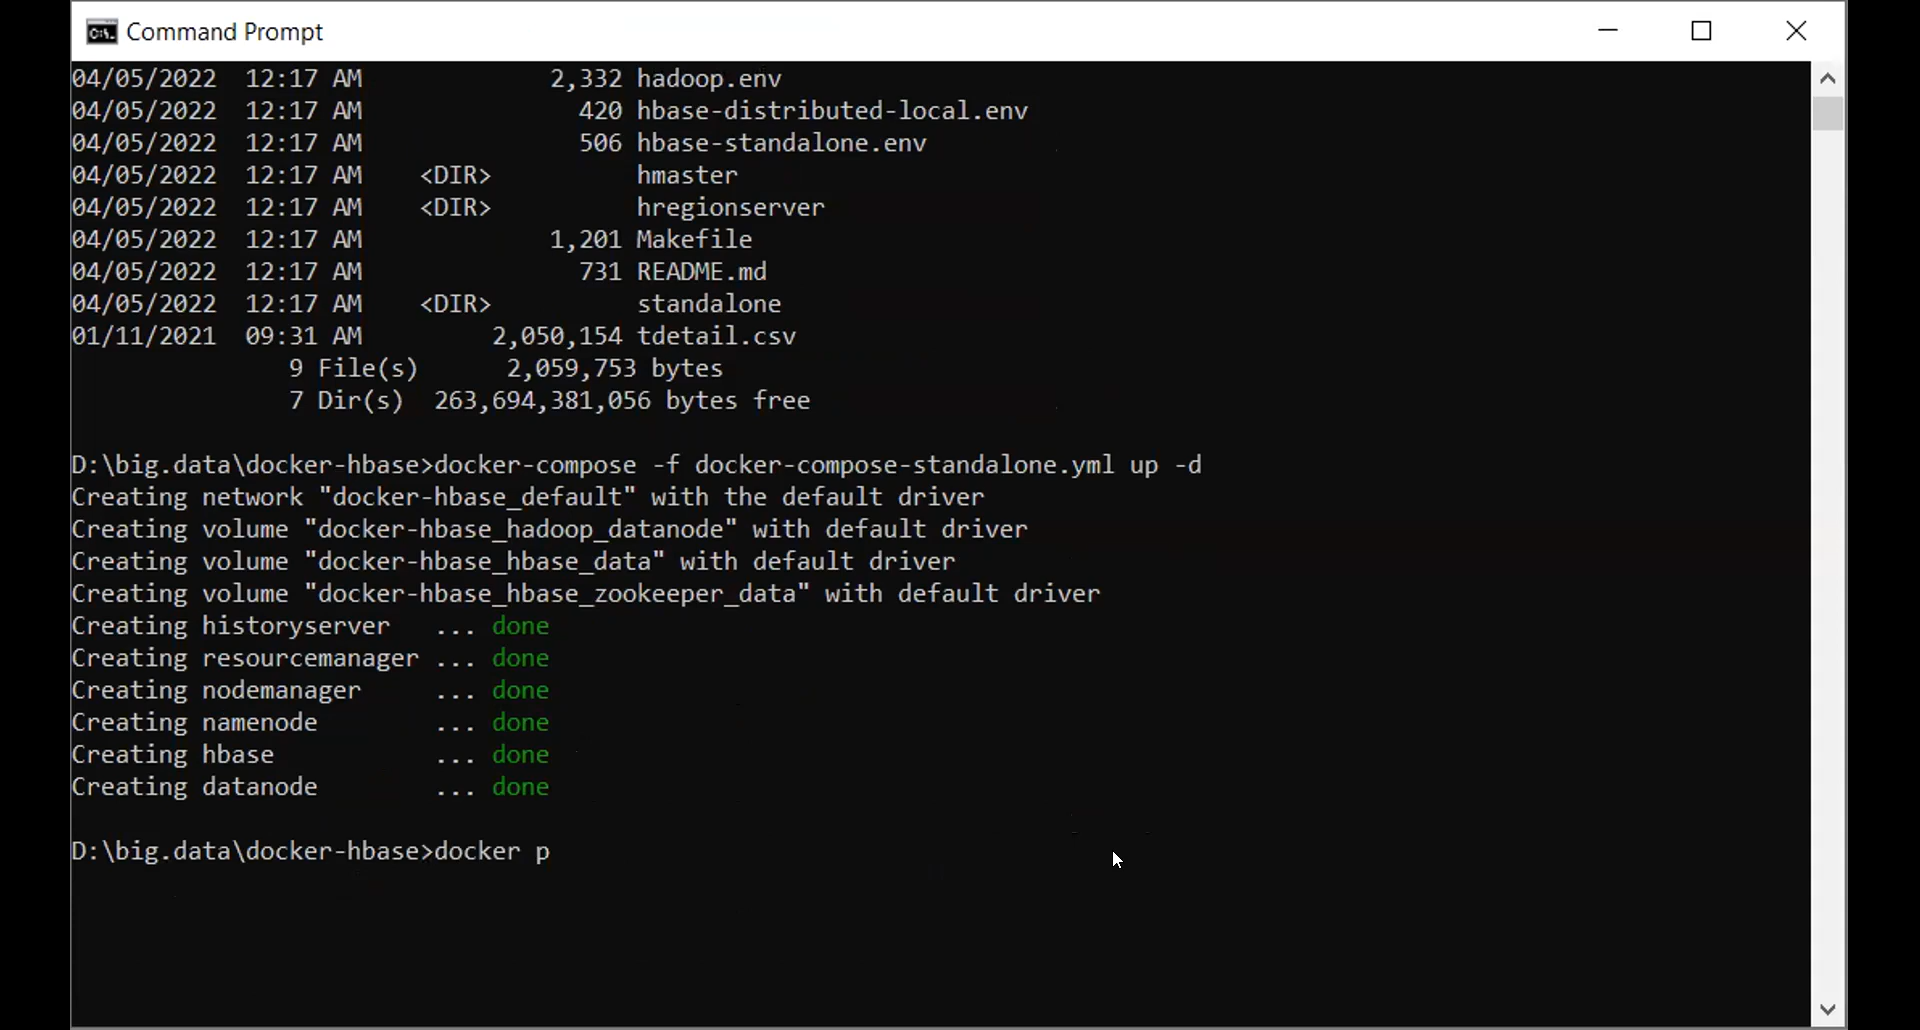 Command Prompt
04/05/2022  12:17 AM             2,332 hadoop.env
04/05/2022  12:17 AM               420 hbase-distributed-local.env
04/05/2022  12:17 AM               506 hbase-standalone.env
04/05/2022  12:17 AM    <DIR>          hmaster
04/05/2022  12:17 AM    <DIR>          hregionserver
04/05/2022  12:17 AM             1,201 Makefile
04/05/2022  12:17 AM               731 README.md
04/05/2022  12:17 AM    <DIR>          standalone
01/11/2021  09:31 AM         2,050,154 tdetail.csv
               9 File(s)      2,059,753 bytes
               7 Dir(s)  263,694,381,056 bytes free
D:\big.data\docker-hbase>docker-compose -f docker-compose-standalone.yml up -d
Creating network "docker-hbase_default" with the default driver
Creating volume "docker-hbase_hadoop_datanode" with default driver
Creating volume "docker-hbase_hbase_data" with default driver
Creating volume "docker-hbase_hbase_zookeeper_data" with default driver
Creating historyserver   ... done
Creating resourcemanager ... done
Creating nodemanager     ... done
Creating namenode        ... done
Creating hbase           ... done
Creating datanode        ... done
D:\big.data\docker-hbase>docker p